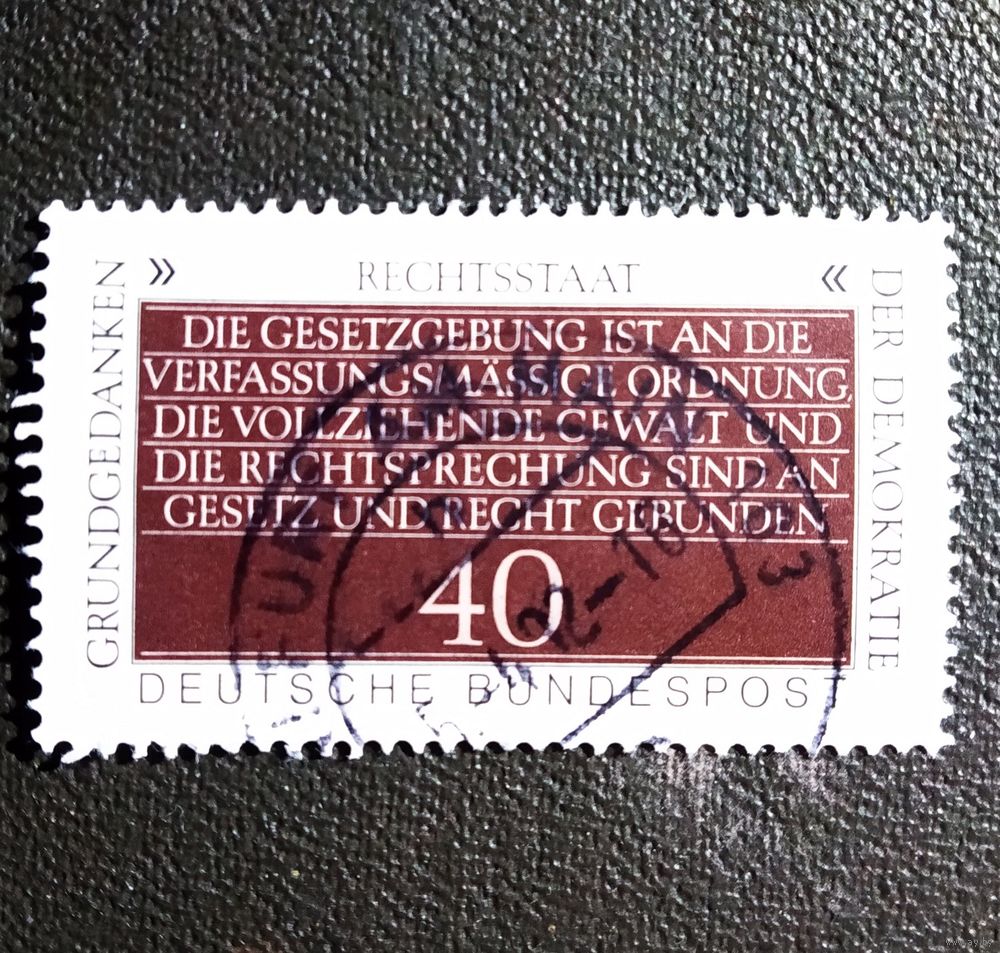 » RECHTSSTAAT «
GRUNDGEDANKEN
DER DEMOKRATIE
DIE GESETZGEBUNG IST AN DIE
VERFASSUNGSMÄSSIGE ORDNUNG,
DIE VOLLZIEHENDE GEWALT UND
DIE RECHTSPRECHUNG SIND AN
GESETZ UND RECHT GEBUNDEN
40
DEUTSCHE BUNDESPOST